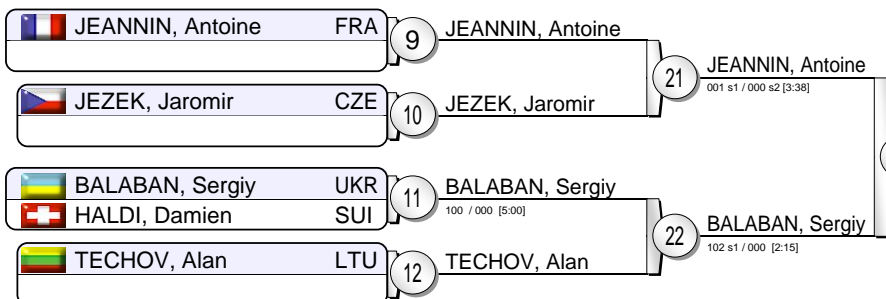 JEANNIN, Antoine FRA
9
JEANNIN, Antoine
21
JEANNIN, Antoine
001 s1 / 000 s2 [3:38]
JEZEK, Jaromir CZE
10
JEZEK, Jaromir
BALABAN, Sergiy UKR
HALDI, Damien SUI
11
BALABAN, Sergiy
100 / 000 [5:00]
22
BALABAN, Sergiy
102 s1 / 000 [2:15]
TECHOV, Alan LTU
12
TECHOV, Alan